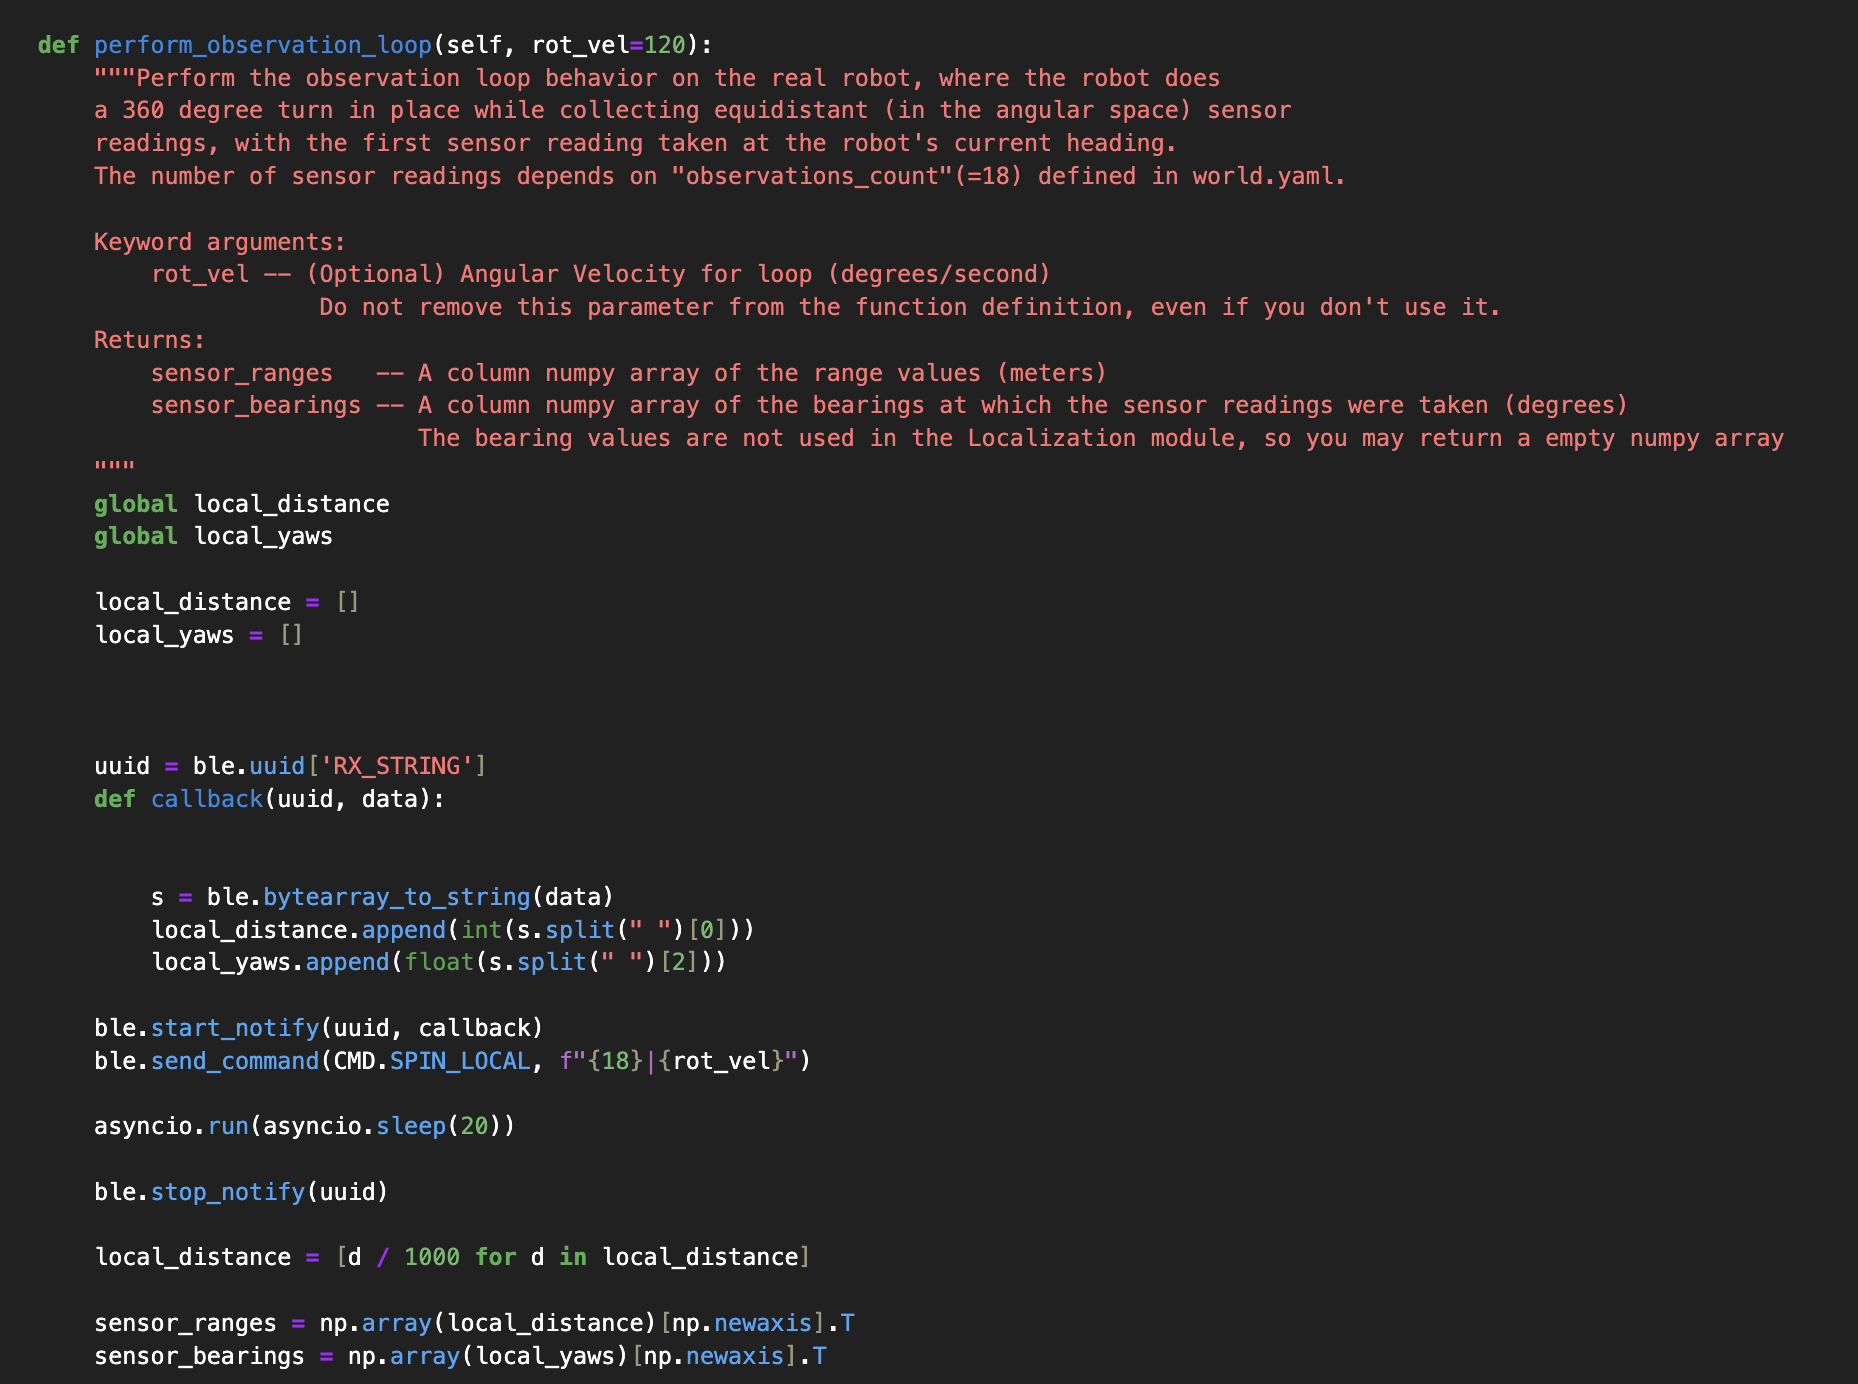 def perform_observation_loop(self, rot_vel=120):
    """Perform the observation loop behavior on the real robot, where the robot does
    a 360 degree turn in place while collecting equidistant (in the angular space) sensor
    readings, with the first sensor reading taken at the robot's current heading.
    The number of sensor readings depends on "observations_count"(=18) defined in world.yaml.

    Keyword arguments:
        rot_vel -- (Optional) Angular Velocity for loop (degrees/second)
                    Do not remove this parameter from the function definition, even if you don't use it.
    Returns:
        sensor_ranges   -- A column numpy array of the range values (meters)
        sensor_bearings -- A column numpy array of the bearings at which the sensor readings were taken (degrees)
                           The bearing values are not used in the Localization module, so you may return a empty numpy array
    """
    global local_distance
    global local_yaws

    local_distance = []
    local_yaws = []

    uuid = ble.uuid['RX_STRING']
    def callback(uuid, data):

        s = ble.bytearray_to_string(data)
        local_distance.append(int(s.split(" ")[0]))
        local_yaws.append(float(s.split(" ")[2]))

    ble.start_notify(uuid, callback)
    ble.send_command(CMD.SPIN_LOCAL, f"{18}|{rot_vel}")

    asyncio.run(asyncio.sleep(20))

    ble.stop_notify(uuid)

    local_distance = [d / 1000 for d in local_distance]

    sensor_ranges = np.array(local_distance)[np.newaxis].T
    sensor_bearings = np.array(local_yaws)[np.newaxis].T